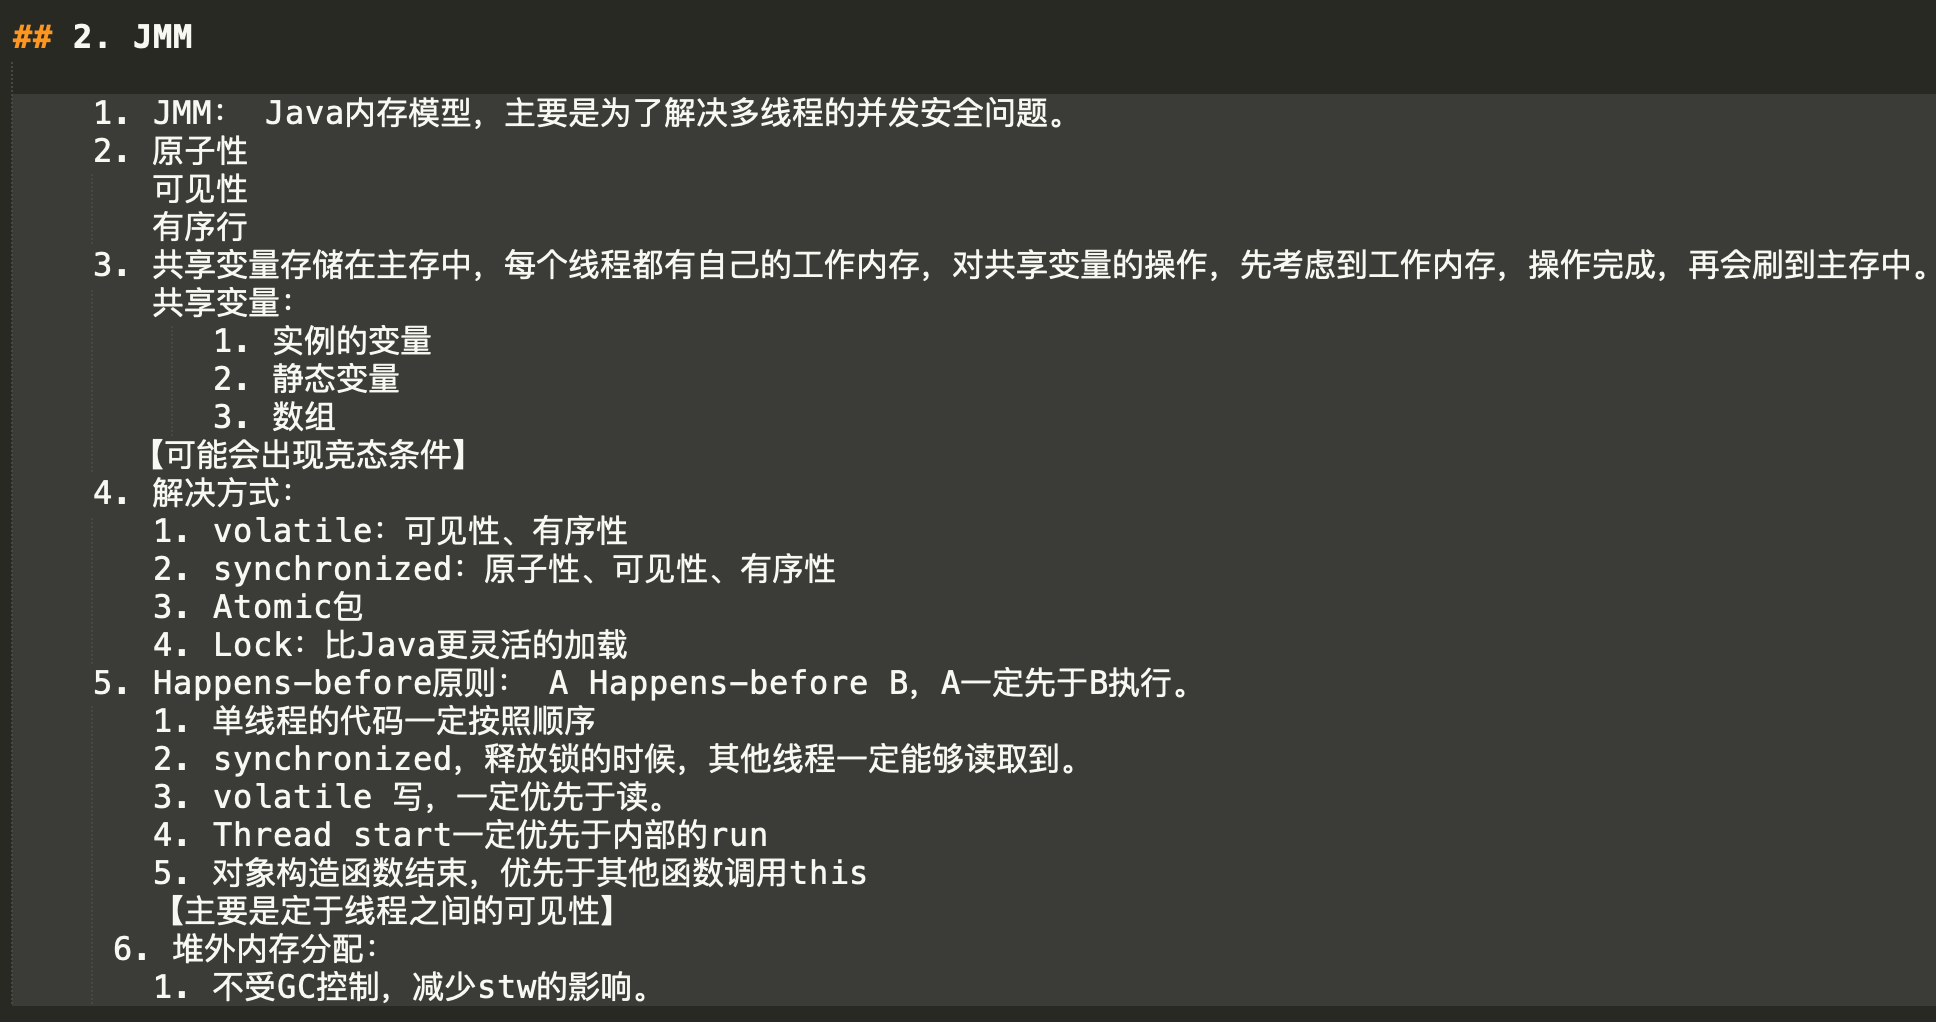 ## 2. JMM
1. JMM： Java内存模型，主要是为了解决多线程的并发安全问题。
2. 原子性
可见性
有序行
3. 共享变量存储在主存中，每个线程都有自己的工作内存，对共享变量的操作，先考虑到工作内存，操作完成，再会刷到主存中。
共享变量：
1. 实例的变量
2. 静态变量
3. 数组
【可能会出现竞态条件】
4. 解决方式：
1. volatile：可见性、有序性
2. synchronized：原子性、可见性、有序性
3. Atomic包
4. Lock：比Java更灵活的加载
5. Happens-before原则： A Happens-before B，A一定先于B执行。
1. 单线程的代码一定按照顺序
2. synchronized，释放锁的时候，其他线程一定能够读取到。
3. volatile 写，一定优先于读。
4. Thread start一定优先于内部的run
5. 对象构造函数结束，优先于其他函数调用this
【主要是定于线程之间的可见性】
6. 堆外内存分配：
1. 不受GC控制，减少stw的影响。